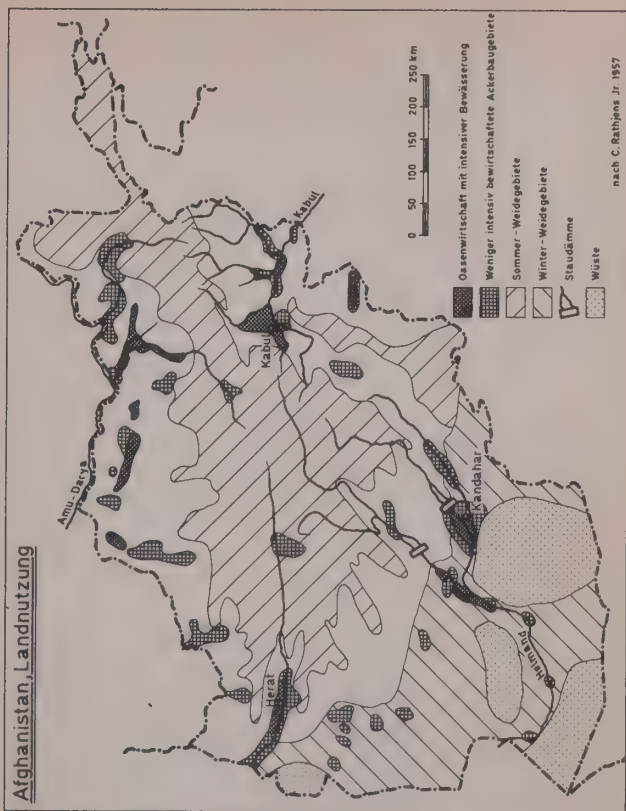 Afghanistan, Landnutzung
Amu-Darya
Kabul
Kabul
Herat
Kandahar
Helmand
0 50 100 150 200 250 km
Oasenwirtschaft mit intensiver Bewässerung
Weniger intensiv bewirtschaftete Ackerbaugebiete
Sommer-Weidegebiete
Winter-Weidegebiete
Staudämme
Wüste
nach C. Rathjens Jr. 1957